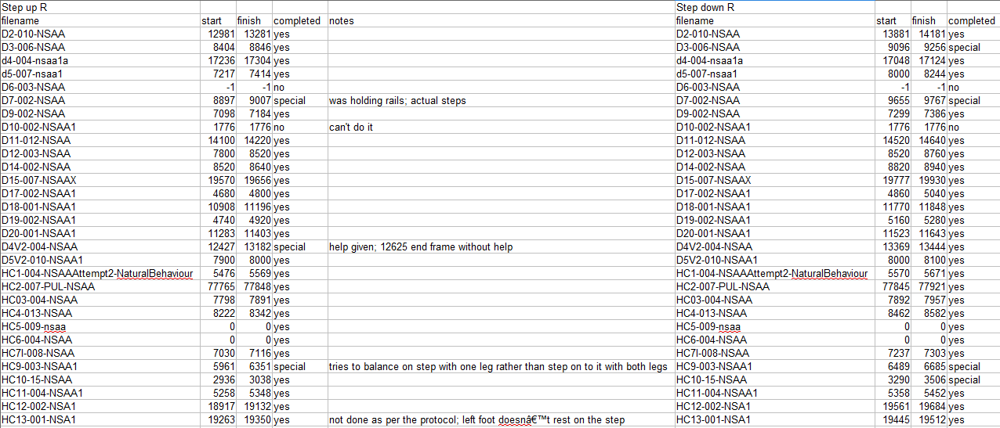 Step up R Step down R
filename start finish completed notes filename start finish completed
D2-010-NSAA 12981 13281 yes D2-010-NSAA 13881 14181 yes
D3-006-NSAA 8404 8846 yes D3-006-NSAA 9096 9256 special
d4-004-nsaa1a 17236 17304 yes d4-004-nsaa1a 17048 17124 yes
d5-007-nsaa1 7217 7414 yes d5-007-nsaa1 8000 8244 yes
D6-003-NSAA -1 -1 no D6-003-NSAA -1 -1 no
D7-002-NSAA 8897 9007 special was holding rails; actual steps D7-002-NSAA 9655 9767 special
D9-002-NSAA 7098 7184 yes D9-002-NSAA 7299 7386 yes
D10-002-NSAA1 1776 1776 no can't do it D10-002-NSAA1 1776 1776 no
D11-012-NSAA 14100 14220 yes D11-012-NSAA 14520 14640 yes
D12-003-NSAA 7800 8520 yes D12-003-NSAA 8520 8760 yes
D14-002-NSAA 8520 8640 yes D14-002-NSAA 8820 8940 yes
D15-007-NSAAX 19570 19656 yes D15-007-NSAAX 19777 19930 yes
D17-002-NSAA1 4680 4800 yes D17-002-NSAA1 4860 5040 yes
D18-001-NSAA1 10908 11196 yes D18-001-NSAA1 11770 11848 yes
D19-002-NSAA1 4740 4920 yes D19-002-NSAA1 5160 5280 yes
D20-001-NSAA1 11283 11403 yes D20-001-NSAA1 11523 11643 yes
D4V2-004-NSAA 12427 13182 special help given; 12625 end frame without help D4V2-004-NSAA 13369 13444 yes
D5V2-010-NSAA1 7900 8000 yes D5V2-010-NSAA1 8000 8100 yes
HC1-004-NSAAAttempt2-NaturalBehaviour 5476 5569 yes HC1-004-NSAAAttempt2-NaturalBehaviour 5570 5671 yes
HC2-007-PUL-NSAA 77765 77848 yes HC2-007-PUL-NSAA 77845 77921 yes
HC03-004-NSAA 7798 7891 yes HC03-004-NSAA 7892 7957 yes
HC4-013-NSAA 8222 8342 yes HC4-013-NSAA 8462 8582 yes
HC5-009-nsaa 0 0 yes HC5-009-nsaa 0 0 yes
HC6-004-NSAA 0 0 yes HC6-004-NSAA 0 0 yes
HC7I-008-NSAA 7030 7116 yes HC7I-008-NSAA 7237 7303 yes
HC9-003-NSAA1 5961 6351 special tries to balance on step with one leg rather than step on to it with both legs HC9-003-NSAA1 6489 6685 special
HC10-15-NSAA 2936 3038 yes HC10-15-NSAA 3290 3506 special
HC11-004-NSAA1 5258 5348 yes HC11-004-NSAA1 5358 5452 yes
HC12-002-NSA1 18917 19132 yes HC12-002-NSA1 19561 19684 yes
HC13-001-NSA1 19263 19350 yes not done as per the protocol; left foot doesnâ€™t rest on the step HC13-001-NSA1 19445 19512 yes